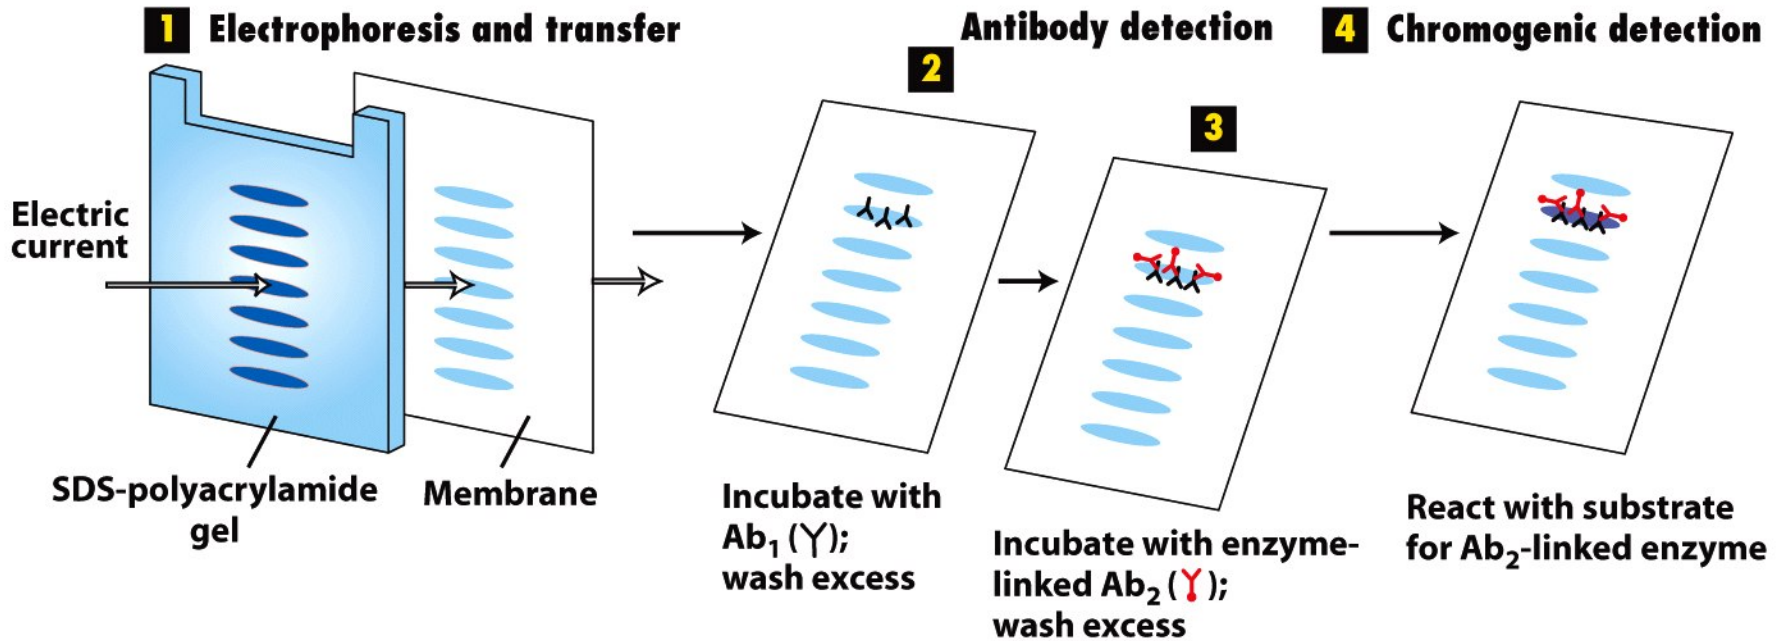 1 Electrophoresis and transfer
Antibody detection
4 Chromogenic detection
2
3
Electric
current
SDS-polyacrylamide
gel
Membrane
Incubate with
Ab₁ (Y);
wash excess
Incubate with enzyme-
linked Ab₂ (Y);
wash excess
React with substrate
for Ab₂-linked enzyme